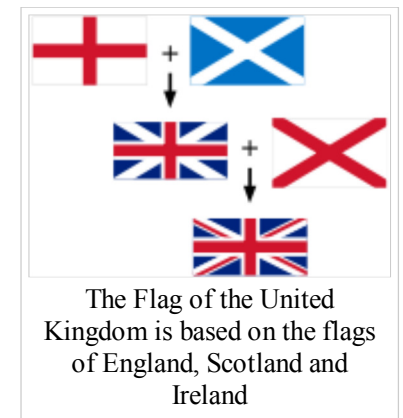 The Flag of the United
Kingdom is based on the flags
of England, Scotland and
Ireland